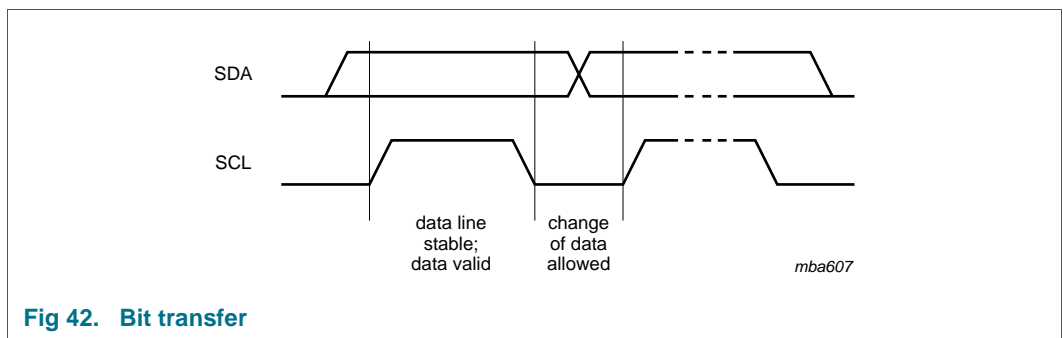 SDA
SCL
data line
stable;
data valid
change
of data
allowed
mba607
Fig 42. Bit transfer